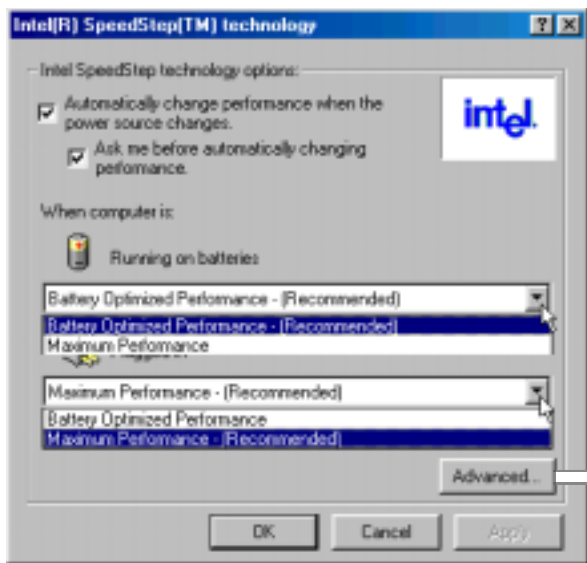 Intel(R) SpeedStep(TM) technology
Intel SpeedStep technology options:
Automatically change performance when the
power source changes.
intel.
Ask me before automatically changing
performance.
When computer is:
Running on batteries
Battery Optimized Performance - (Recommended)
Battery Optimized Performance - (Recommended)
Maximum Performance
Maximum Performance - (Recommended)
Battery Optimized Performance
Maximum Performance - (Recommended)
Advanced...
OK Cancel Apply